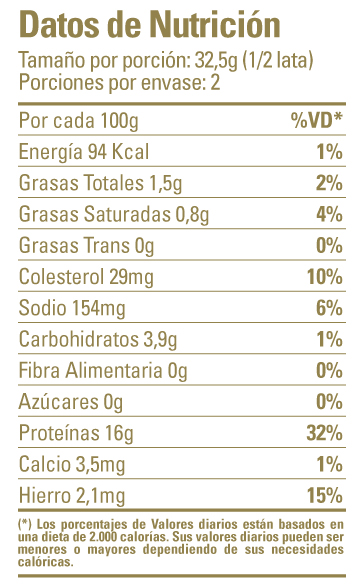 Datos de Nutrición
Tamaño por porción: 32,5g (1/2 lata)
Porciones por envase: 2
Por cada 100g %VD*
Energía 94 Kcal 1%
Grasas Totales 1,5g 2%
Grasas Saturadas 0,8g 4%
Grasas Trans 0g 0%
Colesterol 29mg 10%
Sodio 154mg 6%
Carbohidratos 3,9g 1%
Fibra Alimentaria 0g 0%
Azúcares 0g 0%
Proteínas 16g 32%
Calcio 3,5mg 1%
Hierro 2,1mg 15%
(*) Los porcentajes de Valores diarios están basados en
una dieta de 2.000 calorías. Sus valores diarios pueden ser
menores o mayores dependiendo de sus necesidades
calóricas.